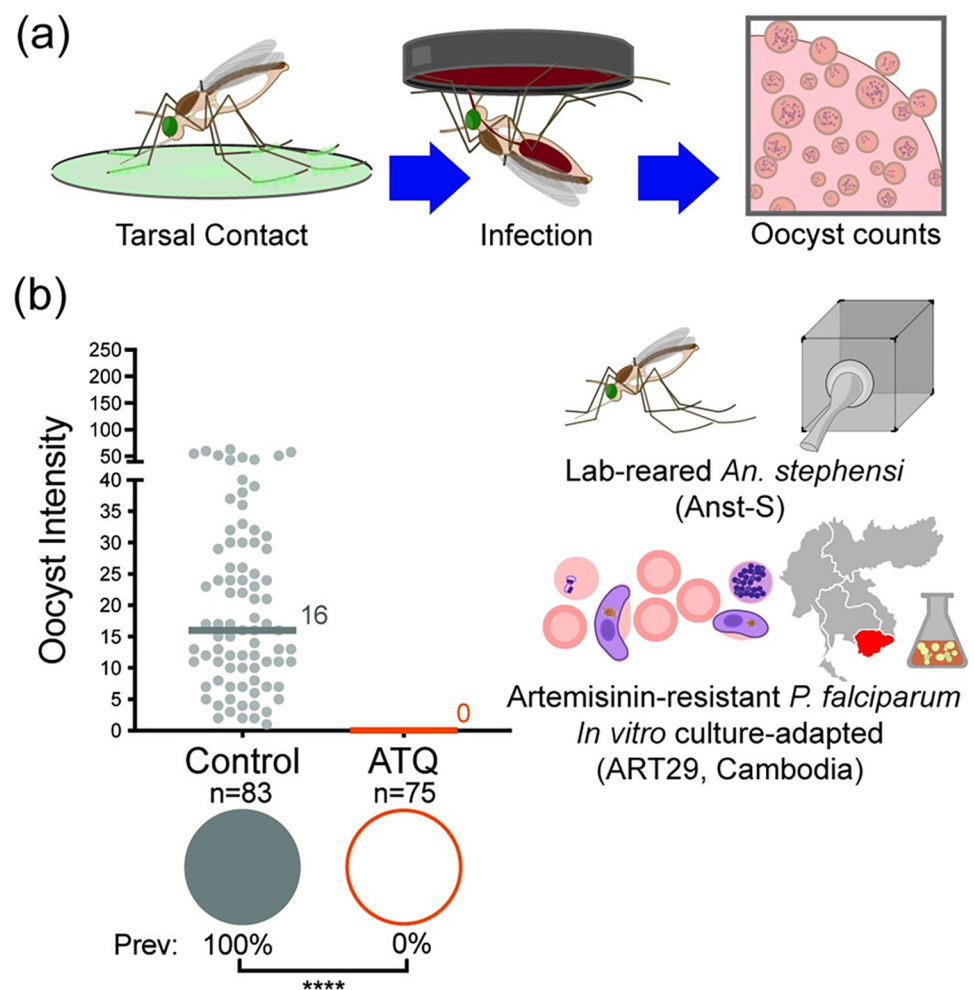 (a)
Tarsal Contact
Infection
Oocyst counts
(b)
Oocyst Intensity
250
200
150
100
50
40
35
30
25
20
15
10
5
0
16
0
Control
ATQ
n=83
n=75
Prev: 100% 0%
****
Lab-reared An. stephensi
(Anst-S)
Artemisinin-resistant P. falciparum
In vitro culture-adapted
(ART29, Cambodia)